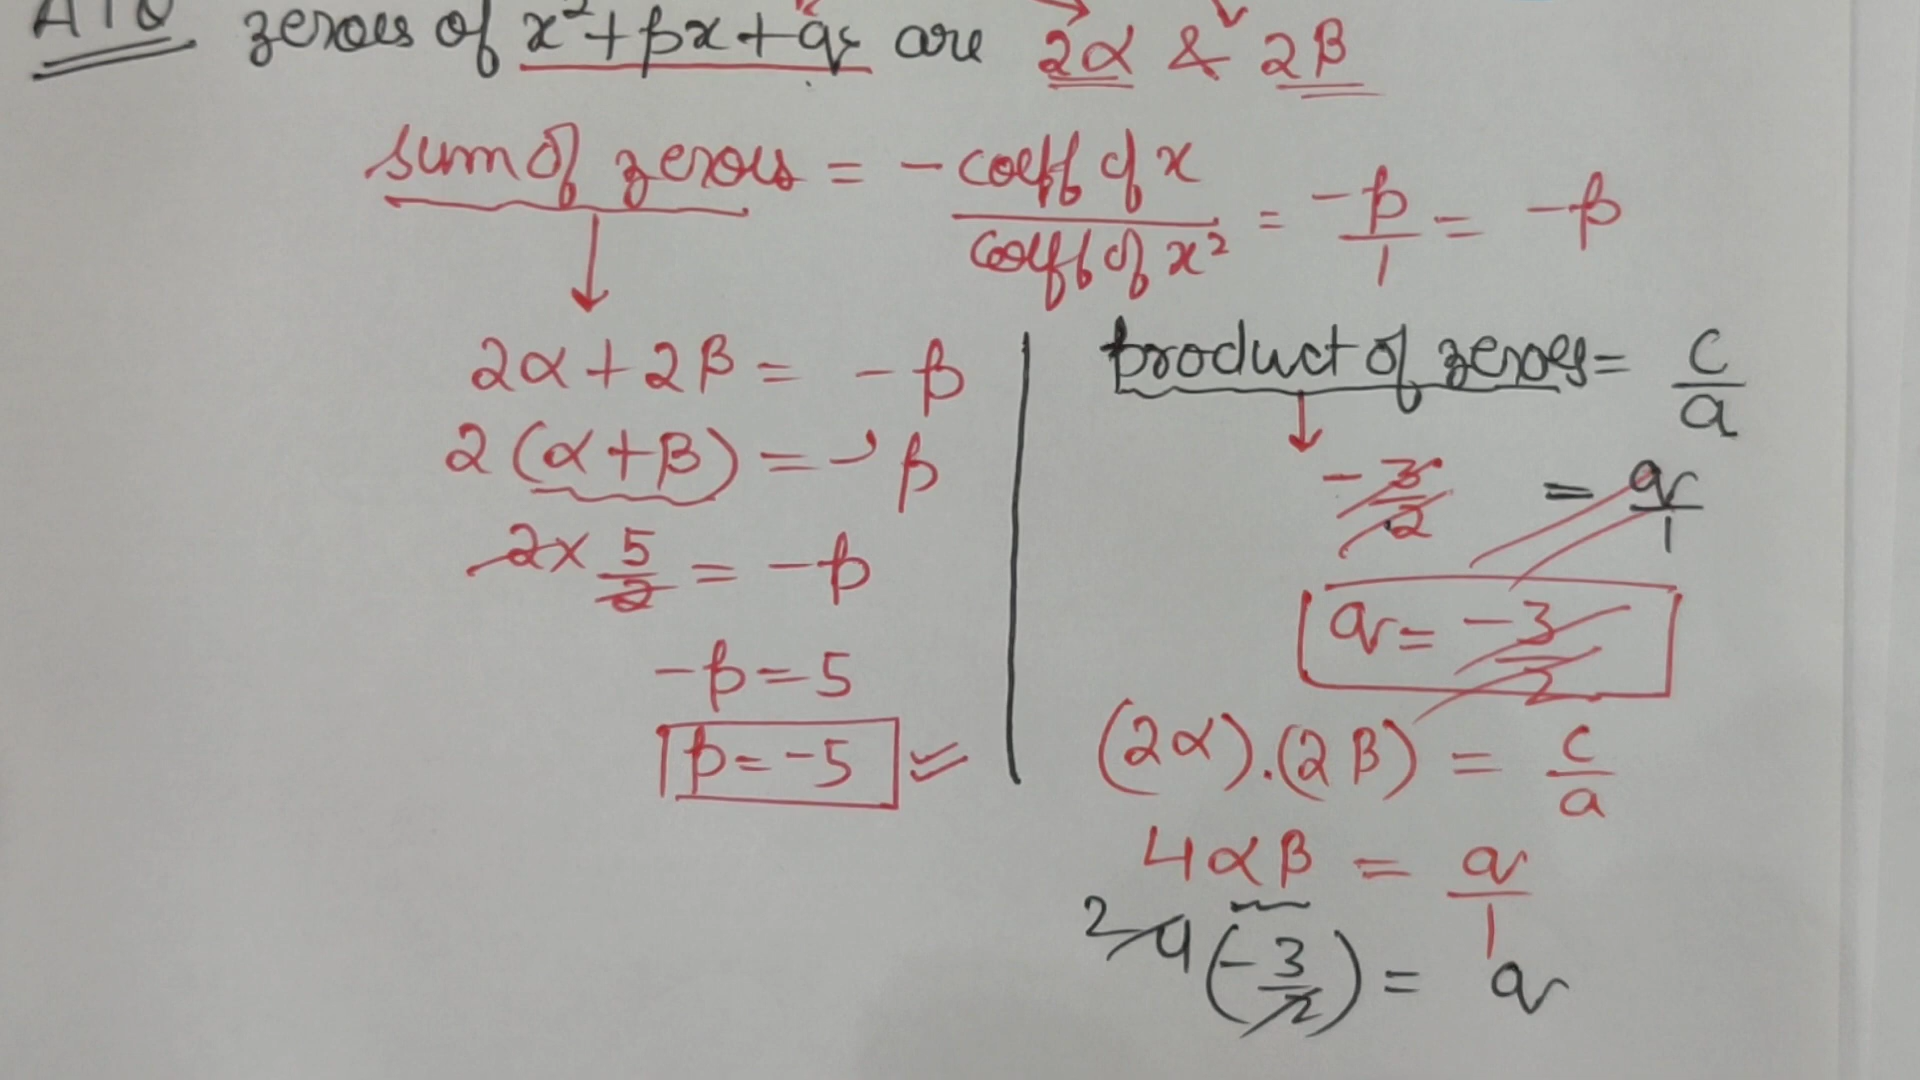 ATQ zeroes of x²+px+q are 2α & 2β
sum of zeroes = -coeff of x / coeff of x² = -p/1 = -p
2α+2β = -p
2(α+β) = -p
2× 5/2 = -p
-p = 5
p = -5
product of zeroes = c/a
-3/2 = q/1
q = -3/2
(2α).(2β) = c/a
4αβ = q/1
2 4(-3/2) = q